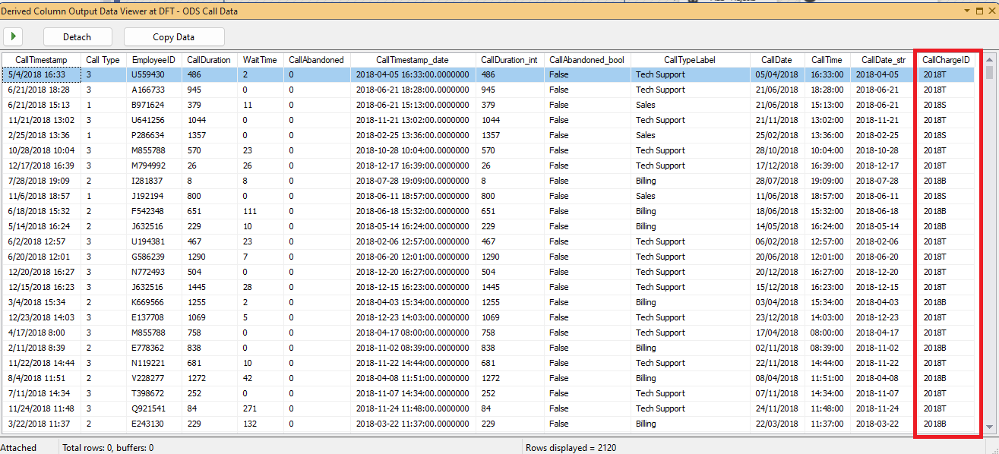 Derived Column Output Data Viewer at DFT - ODS Call Data
Detach Copy Data
CallTimestamp Call Type EmployeeID CallDuration WaitTime CallAbandoned CallTimestamp_date CallDuration_int CallAbandoned_bool CallTypeLabel CallDate CallTime CallDate_str CallChargeID
5/4/2018 16:33 3 U559430 486 2 0 2018-04-05 16:33:00.0000000 486 False Tech Support 05/04/2018 16:33:00 2018-04-05 2018T
6/21/2018 18:28 3 A166733 945 0 0 2018-06-21 18:28:00.0000000 945 False Tech Support 21/06/2018 18:28:00 2018-06-21 2018T
6/21/2018 15:13 1 B971624 379 11 0 2018-06-21 15:13:00.0000000 379 False Sales 21/06/2018 15:13:00 2018-06-21 2018S
11/21/2018 13:02 3 U641256 1044 0 0 2018-11-21 13:02:00.0000000 1044 False Tech Support 21/11/2018 13:02:00 2018-11-21 2018T
2/25/2018 13:36 1 P286634 1357 0 0 2018-02-25 13:36:00.0000000 1357 False Sales 25/02/2018 13:36:00 2018-02-25 2018S
10/28/2018 10:04 3 M855788 570 23 0 2018-10-28 10:04:00.0000000 570 False Tech Support 28/10/2018 10:04:00 2018-10-28 2018T
12/17/2018 16:39 3 M794992 26 26 0 2018-12-17 16:39:00.0000000 26 False Tech Support 17/12/2018 16:39:00 2018-12-17 2018T
7/28/2018 19:09 2 I281837 8 8 0 2018-07-28 19:09:00.0000000 8 False Billing 28/07/2018 19:09:00 2018-07-28 2018B
11/6/2018 18:57 1 J192194 800 0 0 2018-06-11 18:57:00.0000000 800 False Sales 11/06/2018 18:57:00 2018-06-11 2018S
6/18/2018 15:32 2 F542348 651 111 0 2018-06-18 15:32:00.0000000 651 False Billing 18/06/2018 15:32:00 2018-06-18 2018B
5/14/2018 16:24 2 J632516 229 10 0 2018-05-14 16:24:00.0000000 229 False Billing 14/05/2018 16:24:00 2018-05-14 2018B
6/2/2018 12:57 3 U194381 467 23 0 2018-02-06 12:57:00.0000000 467 False Tech Support 06/02/2018 12:57:00 2018-02-06 2018T
6/20/2018 12:01 3 G586239 1290 7 0 2018-06-20 12:01:00.0000000 1290 False Tech Support 20/06/2018 12:01:00 2018-06-20 2018T
12/20/2018 16:27 3 N772493 504 0 0 2018-12-20 16:27:00.0000000 504 False Tech Support 20/12/2018 16:27:00 2018-12-20 2018T
12/15/2018 16:23 3 J632516 1445 28 0 2018-12-15 16:23:00.0000000 1445 False Tech Support 15/12/2018 16:23:00 2018-12-15 2018T
3/4/2018 15:34 2 K669566 1255 2 0 2018-04-03 15:34:00.0000000 1255 False Billing 03/04/2018 15:34:00 2018-04-03 2018B
12/23/2018 14:03 3 E137708 1069 5 0 2018-12-23 14:03:00.0000000 1069 False Tech Support 23/12/2018 14:03:00 2018-12-23 2018T
4/17/2018 8:00 3 M855788 758 0 0 2018-04-17 08:00:00.0000000 758 False Tech Support 17/04/2018 08:00:00 2018-04-17 2018T
2/11/2018 8:39 2 E778362 838 0 0 2018-11-02 08:39:00.0000000 838 False Billing 02/11/2018 08:39:00 2018-11-02 2018B
11/22/2018 14:44 3 N119221 681 10 0 2018-11-22 14:44:00.0000000 681 False Tech Support 22/11/2018 14:44:00 2018-11-22 2018T
8/4/2018 11:51 2 V228277 1272 42 0 2018-04-08 11:51:00.0000000 1272 False Billing 08/04/2018 11:51:00 2018-04-08 2018B
7/11/2018 14:34 3 T398672 252 0 0 2018-11-07 14:34:00.0000000 252 False Tech Support 07/11/2018 14:34:00 2018-11-07 2018T
11/24/2018 11:48 3 Q921541 84 271 0 2018-11-24 11:48:00.0000000 84 False Tech Support 24/11/2018 11:48:00 2018-11-24 2018T
3/22/2018 11:37 2 E243130 229 132 0 2018-03-22 11:37:00.0000000 229 False Billing 22/03/2018 11:37:00 2018-03-22 2018B
Attached Total rows: 0, buffers: 0 Rows displayed = 2120